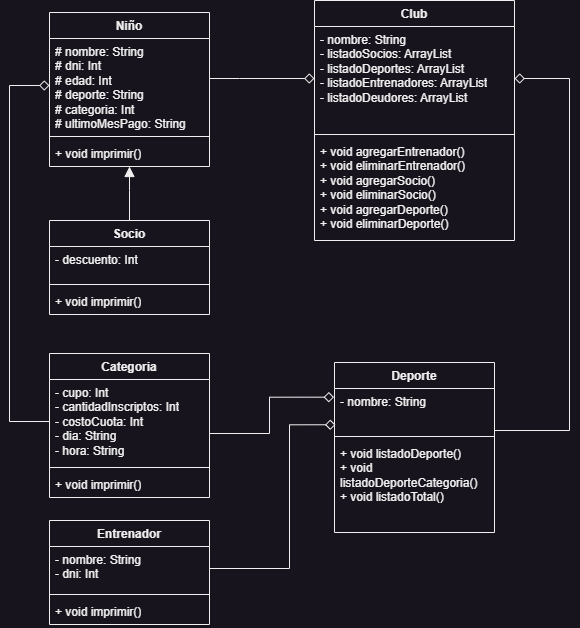 Niño
# nombre: String
# dni: Int
# edad: Int
# deporte: String
# categoria: Int
# ultimoMesPago: String
+ void imprimir()
Club
- nombre: String
- listadoSocios: ArrayList
- listadoDeportes: ArrayList
- listadoEntrenadores: ArrayList
- listadoDeudores: ArrayList
+ void agregarEntrenador()
+ void eliminarEntrenador()
+ void agregarSocio()
+ void eliminarSocio()
+ void agregarDeporte()
+ void eliminarDeporte()
Socio
- descuento: Int
+ void imprimir()
Categoria
- cupo: Int
- cantidadInscriptos: Int
- costoCuota: Int
- dia: String
- hora: String
+ void imprimir()
Deporte
- nombre: String
+ void listadoDeporte()
+ void
listadoDeporteCategoria()
+ void listadoTotal()
Entrenador
- nombre: String
- dni: Int
+ void imprimir()